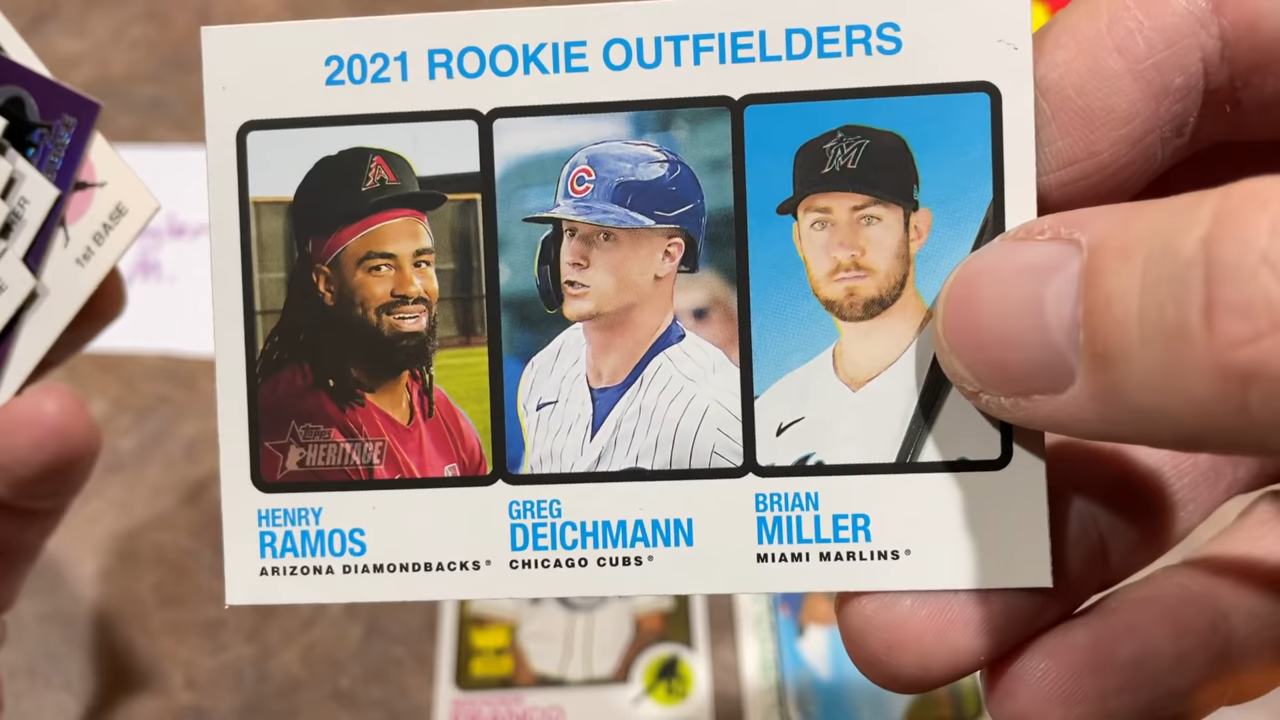 2021 ROOKIE OUTFIELDERS
A
C
M
Topps
HERITAGE
HENRY
RAMOS
ARIZONA DIAMONDBACKS®
GREG
DEICHMANN
CHICAGO CUBS®
BRIAN
MILLER
MIAMI MARLINS®
1st BASE